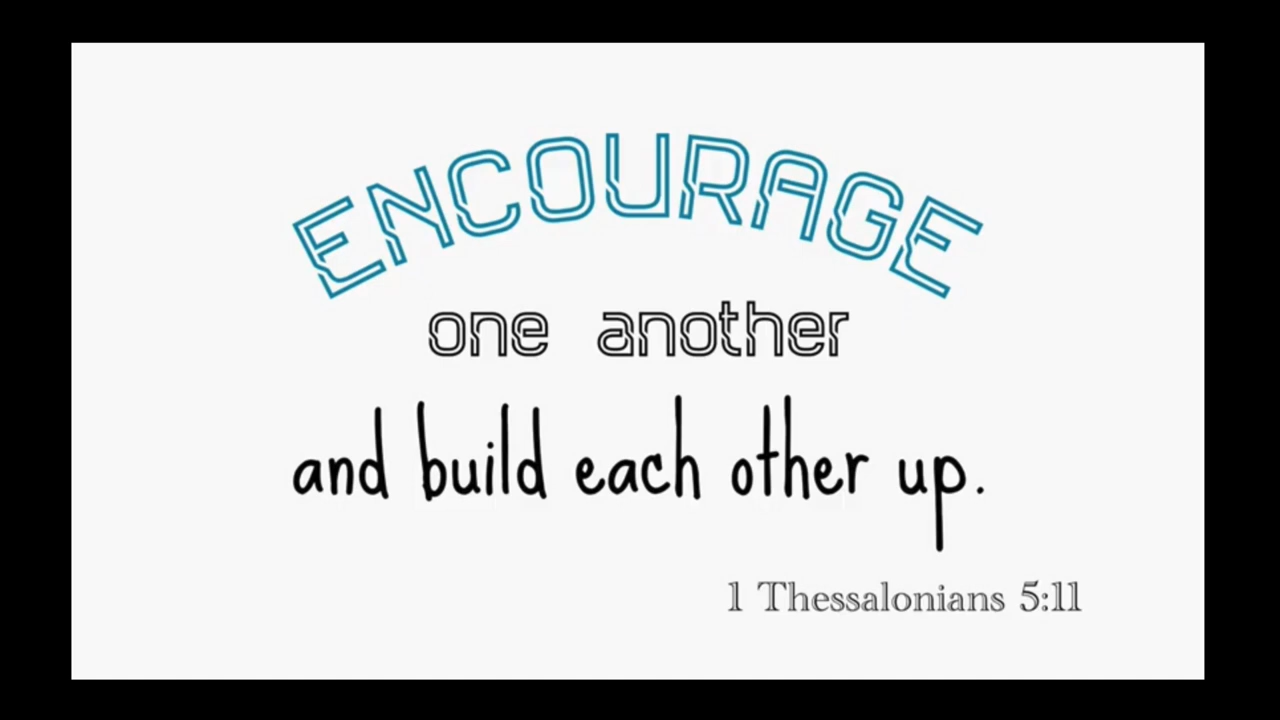 ENCOURAGE
one another
and build each other up.
1 Thessalonians 5:11